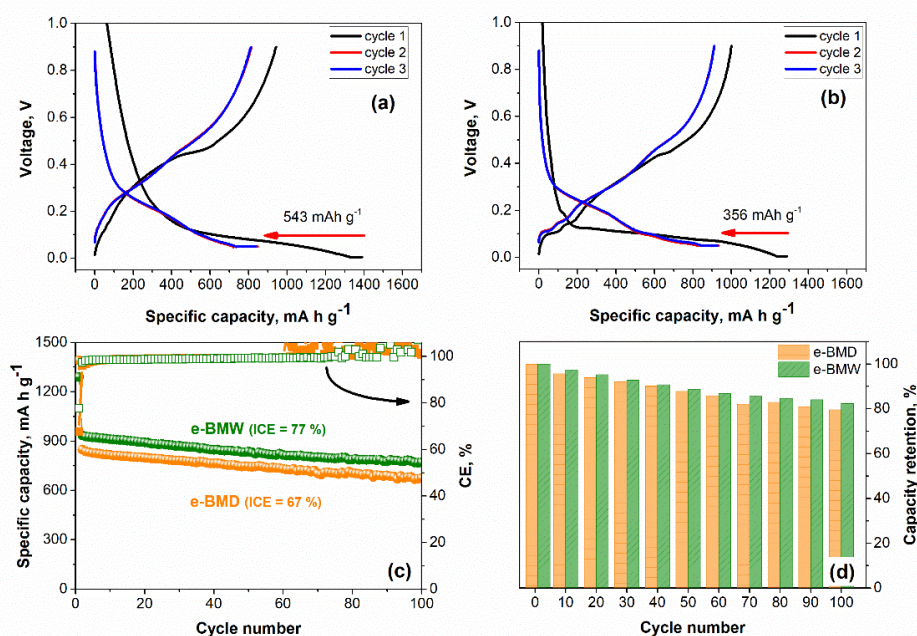 1.0
0.8
0.6
0.4
0.2
0.0
Voltage, V
cycle 1
cycle 2
cycle 3
(a)
543 mAh g⁻¹
0 200 400 600 800 1000 1200 1400
Specific capacity, mA h g⁻¹
1.0
0.8
0.6
0.4
0.2
0.0
Voltage, V
cycle 1
cycle 2
cycle 3
(b)
356 mAh g⁻¹
0 200 400 600 800 1000 1200 1400 1600
Specific capacity, mA h g⁻¹
1500
1200
900
600
300
0
Specific capacity, mA h g⁻¹
e-BMW (ICE = 77 %)
e-BMD (ICE = 67 %)
(c)
100
80
60
40
20
0
CE, %
0 20 40 60 80 100
Cycle number
e-BMD
e-BMW
(d)
100
80
60
40
20
0
Capacity retention, %
0 10 20 30 40 50 60 70 80 90 100
Cycle number